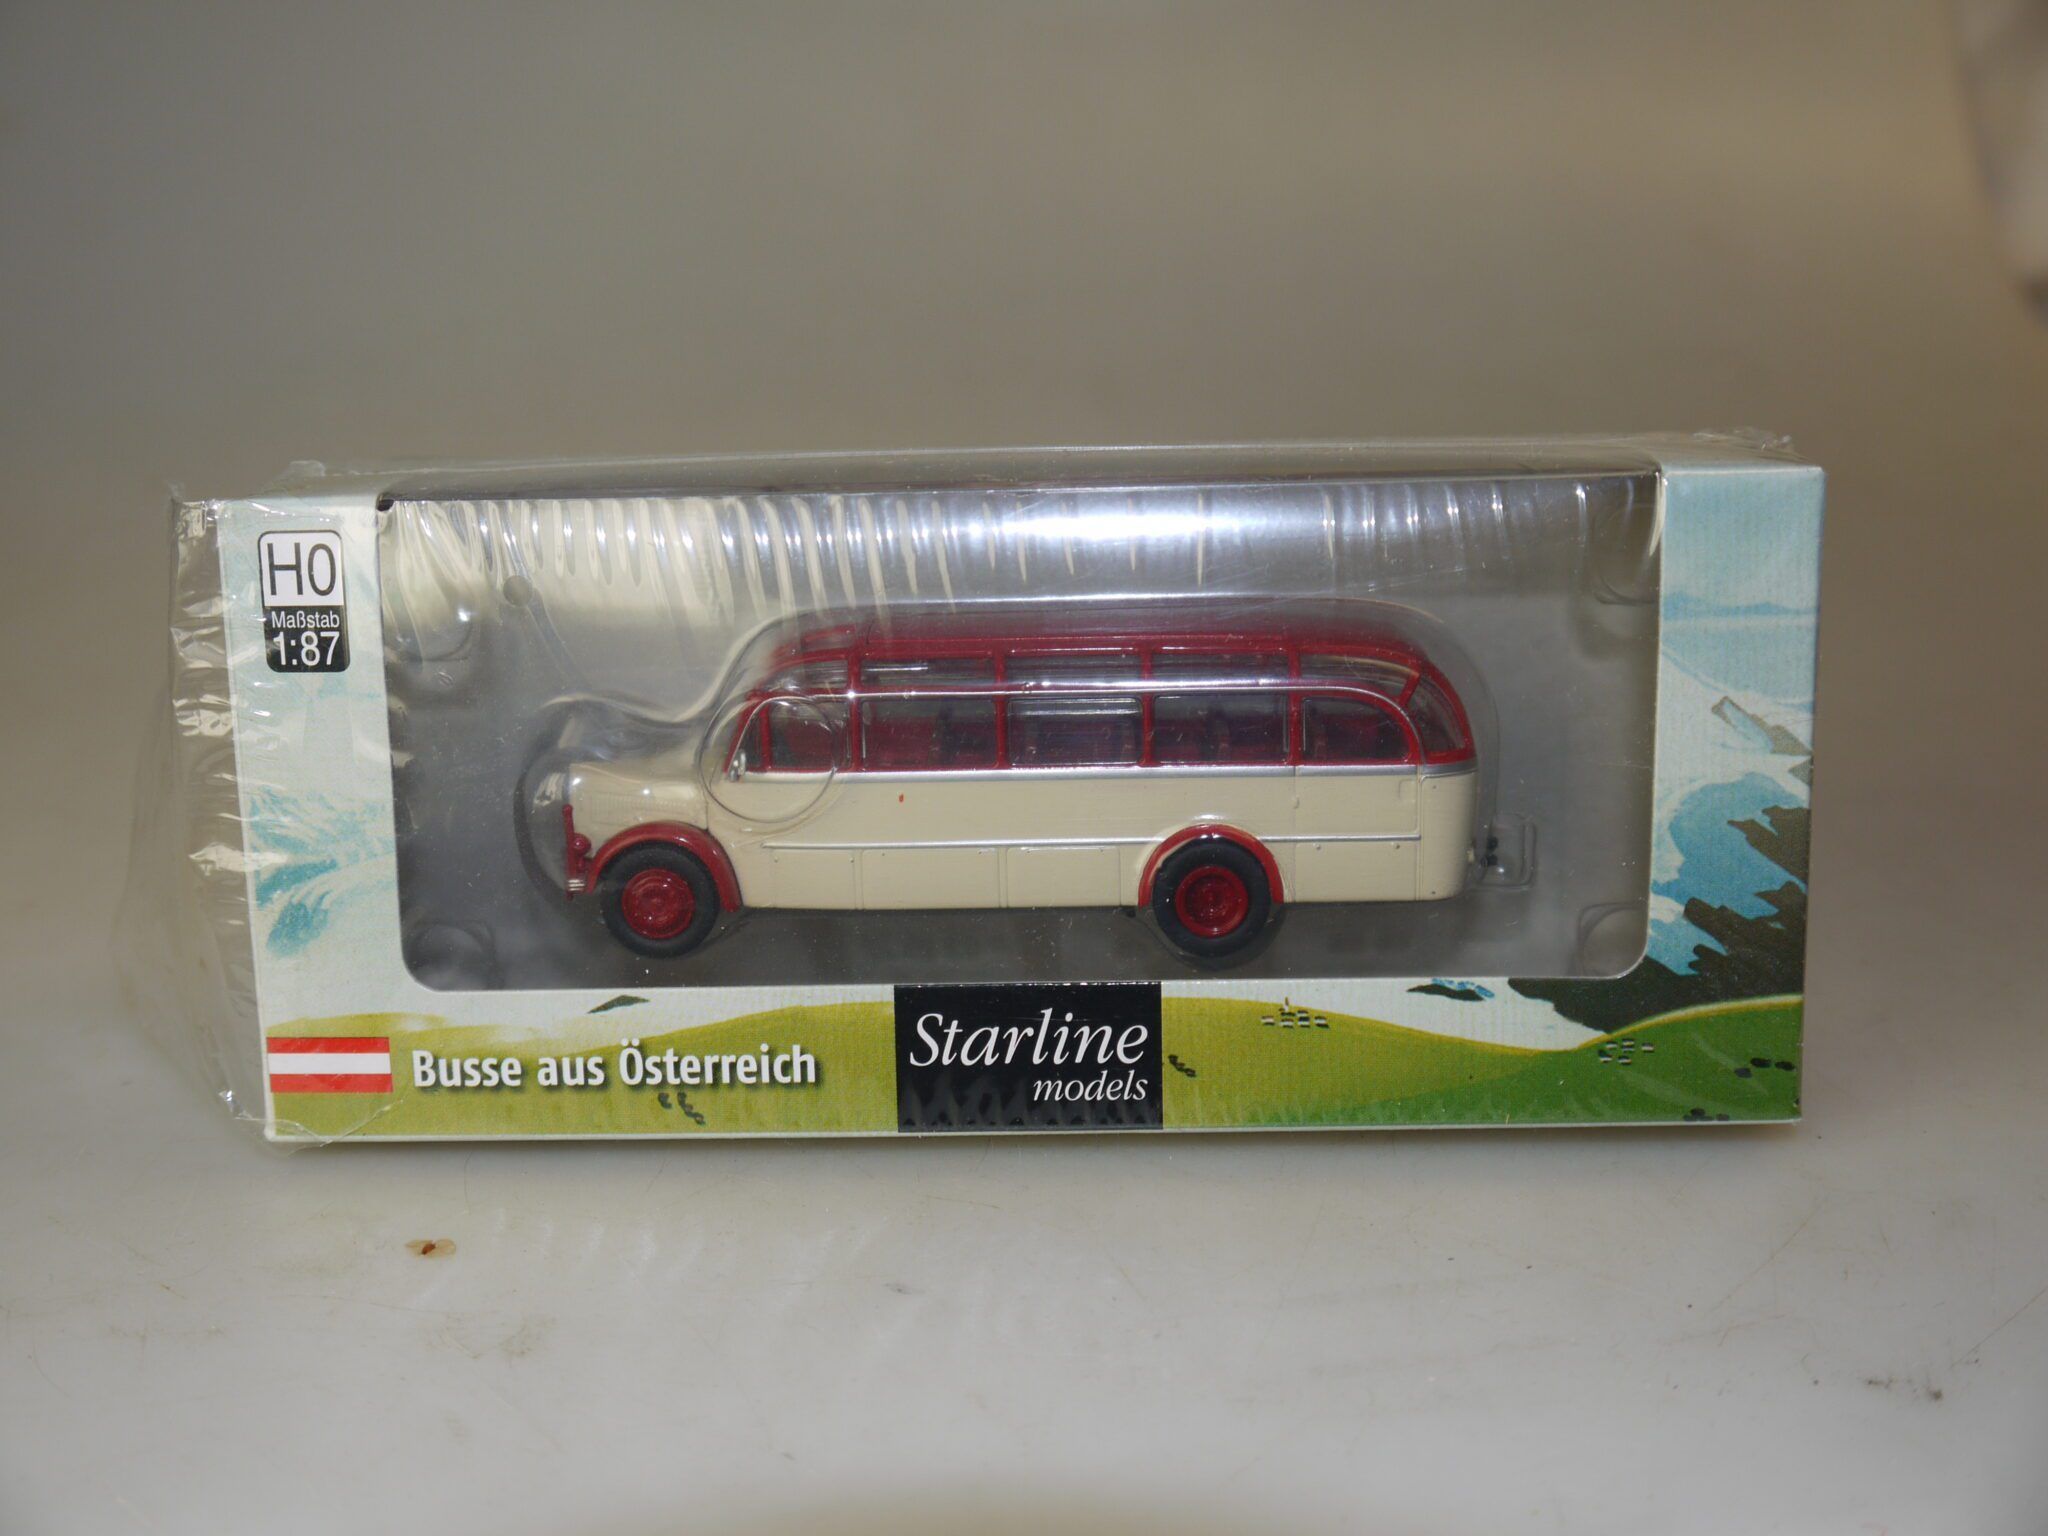 H0
Maßstab
1:87
Busse aus Österreich
Starline
models